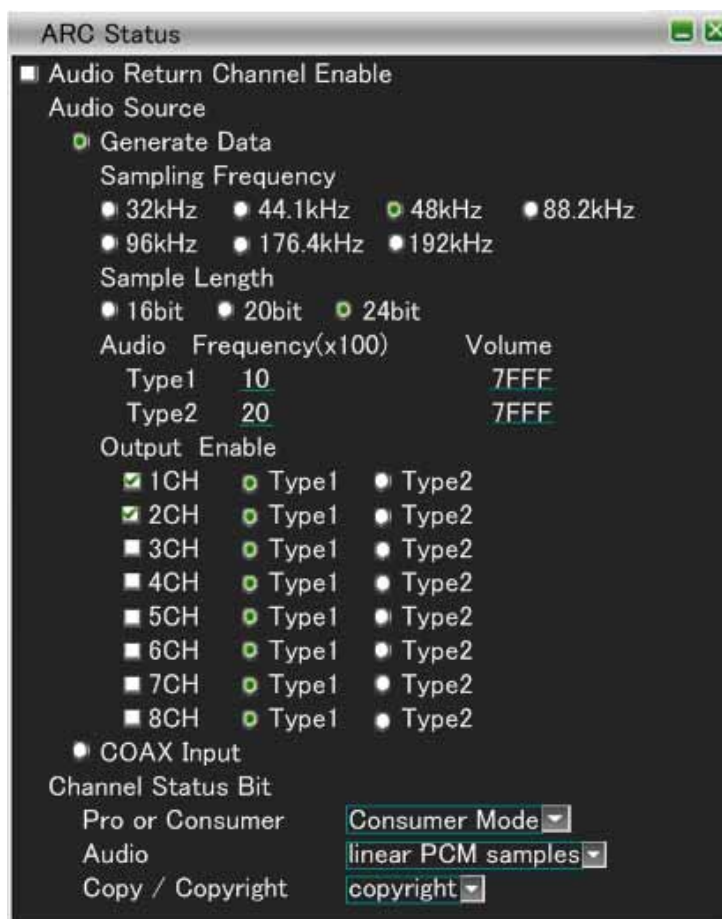 ARC Status
Audio Return Channel Enable
Audio Source
Generate Data
Sampling Frequency
32kHz 44.1kHz 48kHz 88.2kHz
96kHz 176.4kHz 192kHz
Sample Length
16bit 20bit 24bit
Audio Frequency(x100) Volume
Type1 10 7FFF
Type2 20 7FFF
Output Enable
1CH Type1 Type2
2CH Type1 Type2
3CH Type1 Type2
4CH Type1 Type2
5CH Type1 Type2
6CH Type1 Type2
7CH Type1 Type2
8CH Type1 Type2
COAX Input
Channel Status Bit
Pro or Consumer Consumer Mode
Audio linear PCM samples
Copy / Copyright copyright